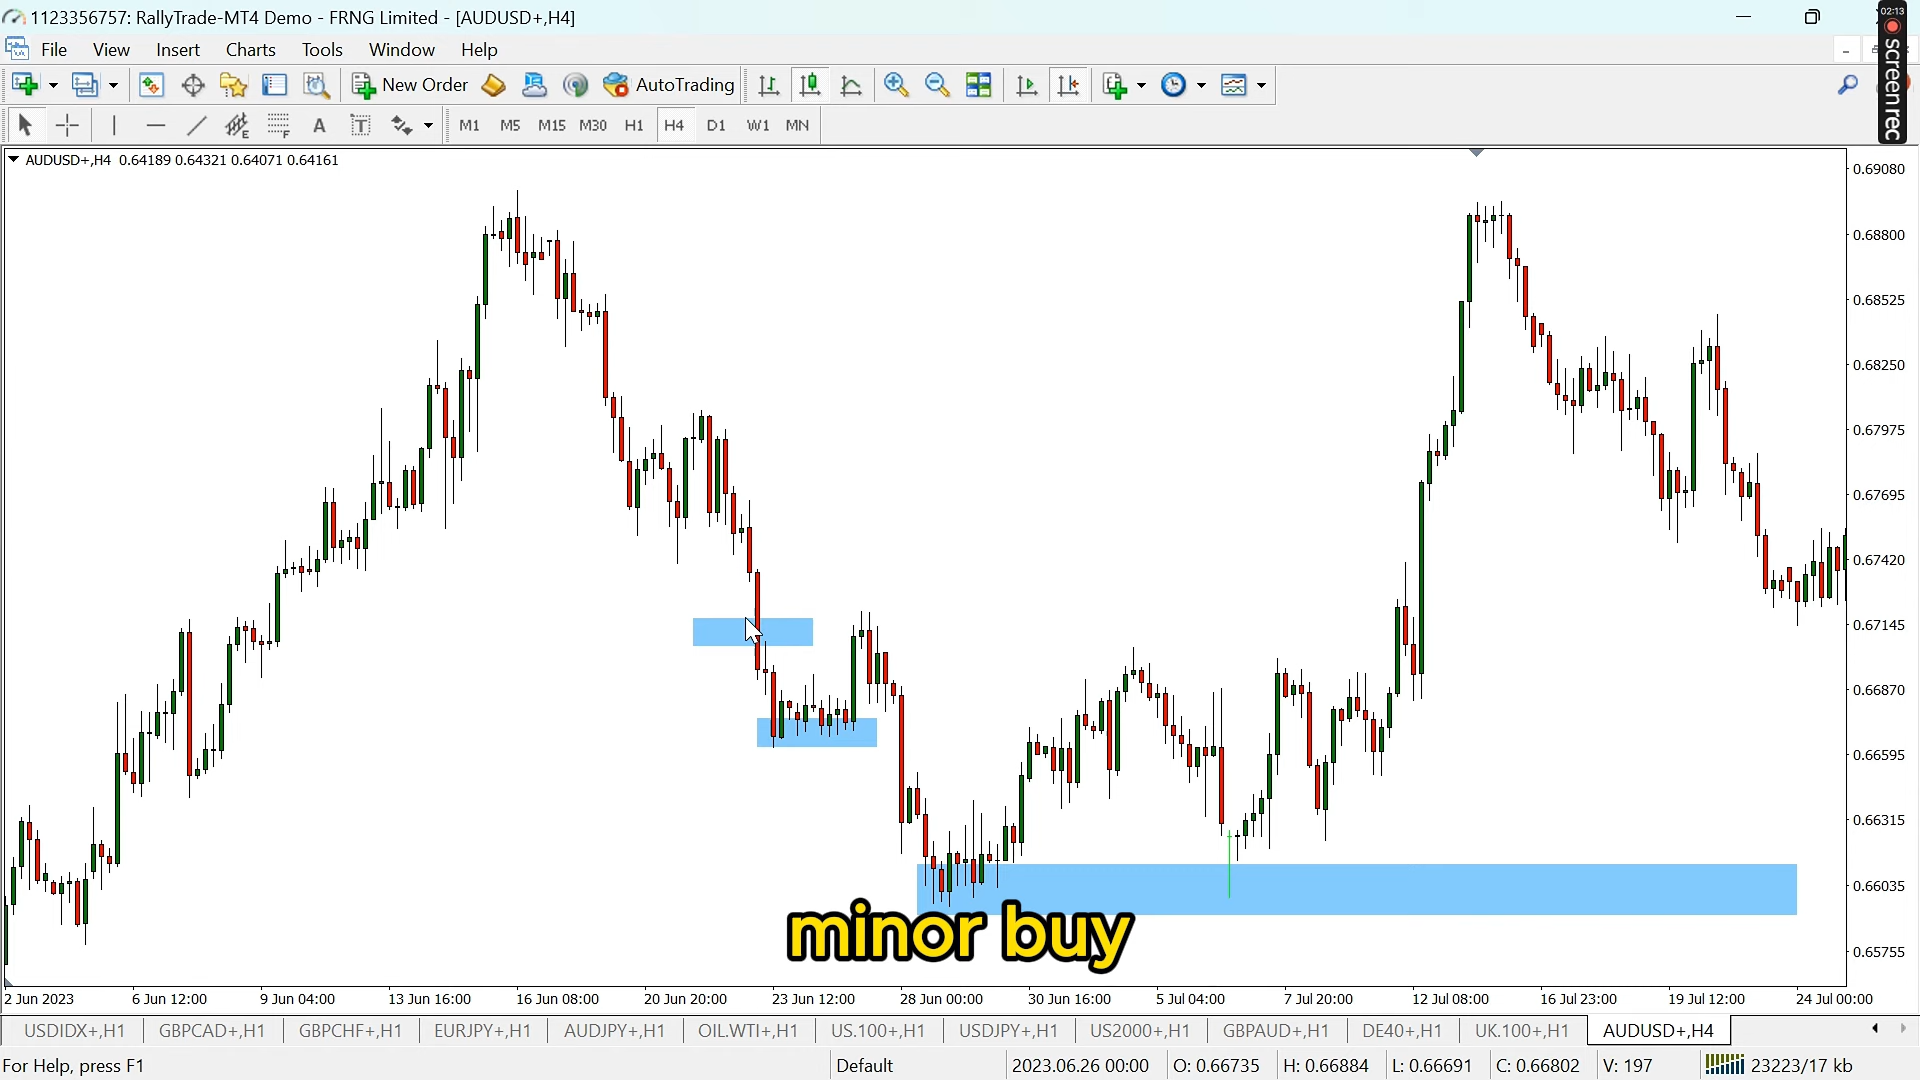 1123356757: RallyTrade-MT4 Demo - FRNG Limited - [AUDUSD+,H4]
02:13
screenrec
File View Insert Charts Tools Window Help
New Order AutoTrading
A T M1 M5 M15 M30 H1 H4 D1 W1 MN
AUDUSD+,H4 0.64189 0.64321 0.64071 0.64161
0.69080
0.68800
0.68525
0.68250
0.67975
0.67695
0.67420
0.67145
0.66870
0.66595
0.66315
0.66035
0.65755
minor buy
2 Jun 2023 6 Jun 12:00 9 Jun 04:00 13 Jun 16:00 16 Jun 08:00 20 Jun 20:00 23 Jun 12:00 28 Jun 00:00 30 Jun 16:00 5 Jul 04:00 7 Jul 20:00 12 Jul 08:00 16 Jul 23:00 19 Jul 12:00 24 Jul 00:00
USDIDX+,H1 GBPCAD+,H1 GBPCHF+,H1 EURJPY+,H1 AUDJPY+,H1 OIL.WTI+,H1 US.100+,H1 USDJPY+,H1 US2000+,H1 GBPAUD+,H1 DE40+,H1 UK.100+,H1 AUDUSD+,H4
For Help, press F1 Default 2023.06.26 00:00 O: 0.66735 H: 0.66884 L: 0.66691 C: 0.66802 V: 197 23223/17 kb